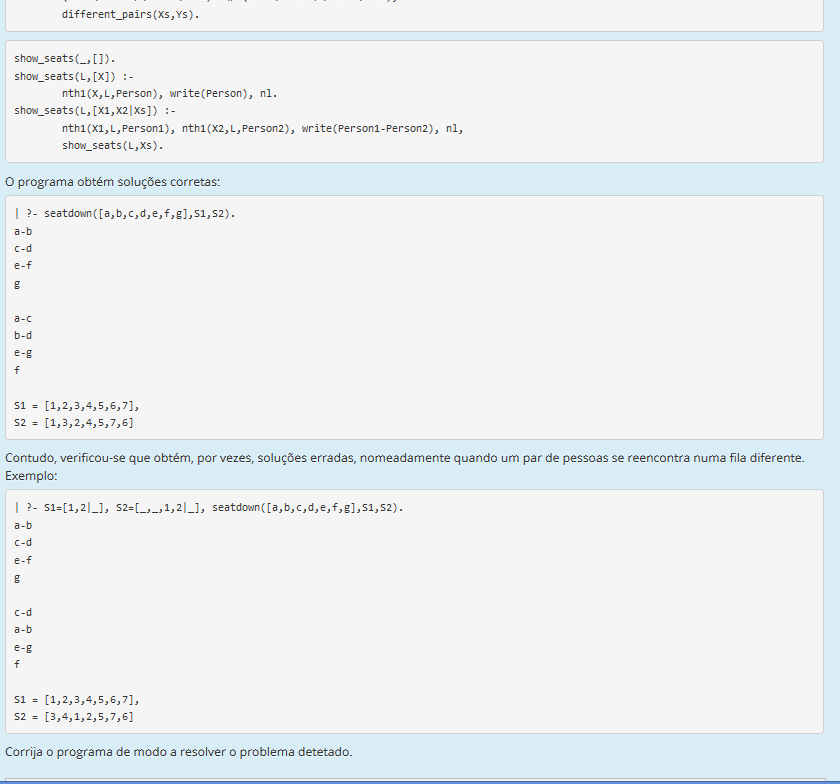 different_pairs(Xs,Ys).
show_seats(_,[]).
show_seats(L,[X]) :-
nth1(X,L,Person), write(Person), nl.
show_seats(L,[X1,X2|Xs]) :-
nth1(X1,L,Person1), nth1(X2,L,Person2), write(Person1-Person2), nl,
show_seats(L,Xs).
O programa obtém soluções corretas:
| ?- seatdown([a,b,c,d,e,f,g],S1,S2).
a-b
c-d
e-f
g
a-c
b-d
e-g
f
S1 = [1,2,3,4,5,6,7],
S2 = [1,3,2,4,5,7,6]
Contudo, verificou-se que obtém, por vezes, soluções erradas, nomeadamente quando um par de pessoas se reencontra numa fila diferente.
Exemplo:
| ?- S1=[1,2|_], S2=[_,_,1,2|_], seatdown([a,b,c,d,e,f,g],S1,S2).
a-b
c-d
e-f
g
c-d
a-b
e-g
f
S1 = [1,2,3,4,5,6,7],
S2 = [3,4,1,2,5,7,6]
Corrija o programa de modo a resolver o problema detetado.